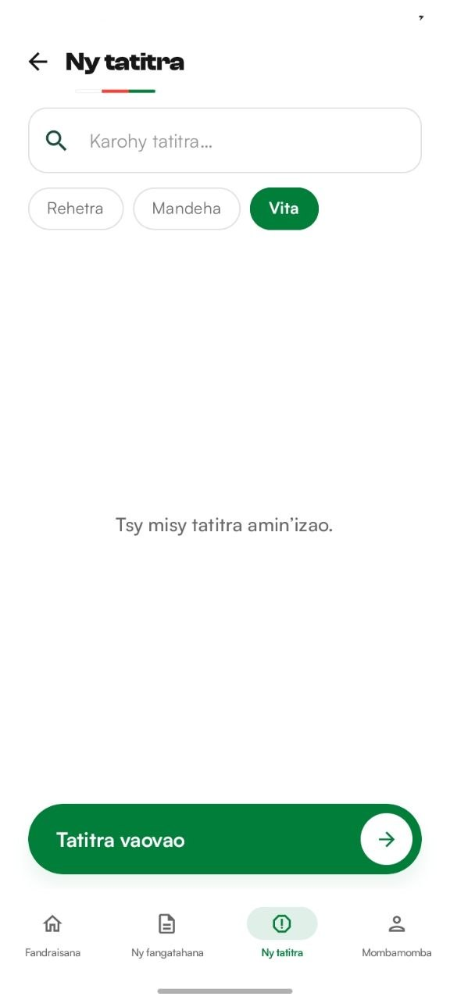 Ny tatitra
Karohy tatitra...
Rehetra
Mandeha
Vita
Tsy misy tatitra amin’izao.
Tatitra vaovao
Fandraisana
Ny fangatahana
Ny tatitra
Mombamomba